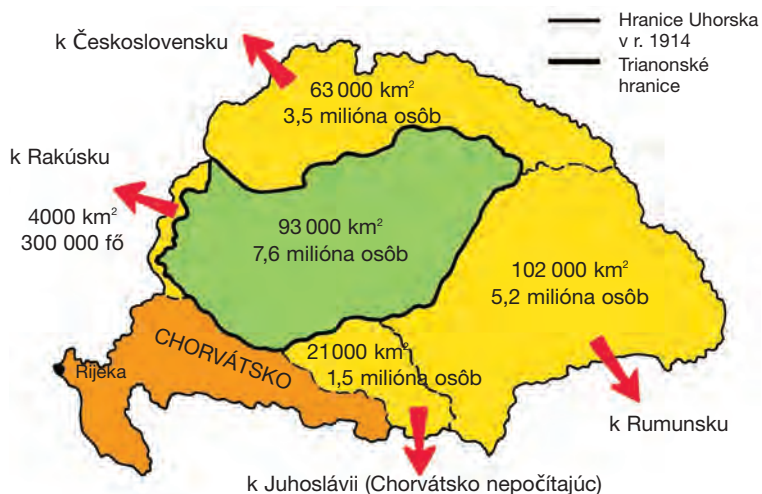 k Československu
Hranice Uhorska
v r. 1914
Trianonské
hranice
63 000 km²
3,5 milióna osôb
k Rakúsku
4000 km²
300 000 fő
93 000 km²
7,6 milióna osôb
102 000 km²
5,2 milióna osôb
CHORVÁTSKO
Rijeka
21 000 km²
1,5 milióna osôb
k Rumunsku
k Juhoslávii (Chorvátsko nepočítajúc)